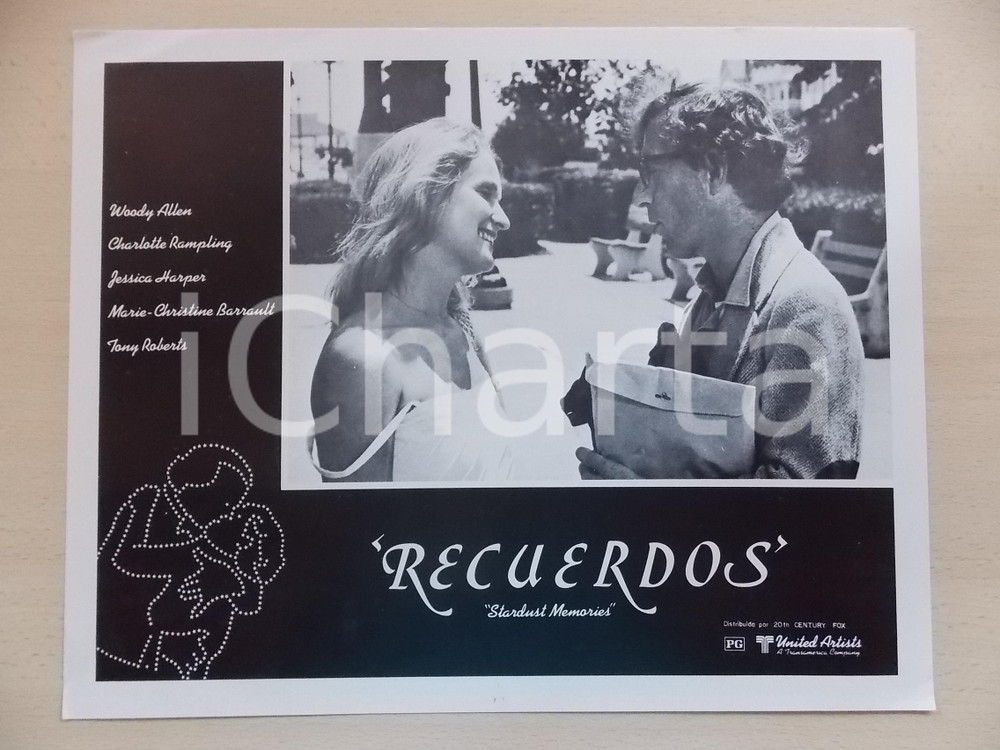 Woody Allen
Charlotte Rampling
Jessica Harper
Marie-Christine Barrault
Tony Roberts
iCharta
'RECUERDOS'
"Stardust Memories"
Distribuida por 20th CENTURY FOX
PG United Artists
A Transamerica Company